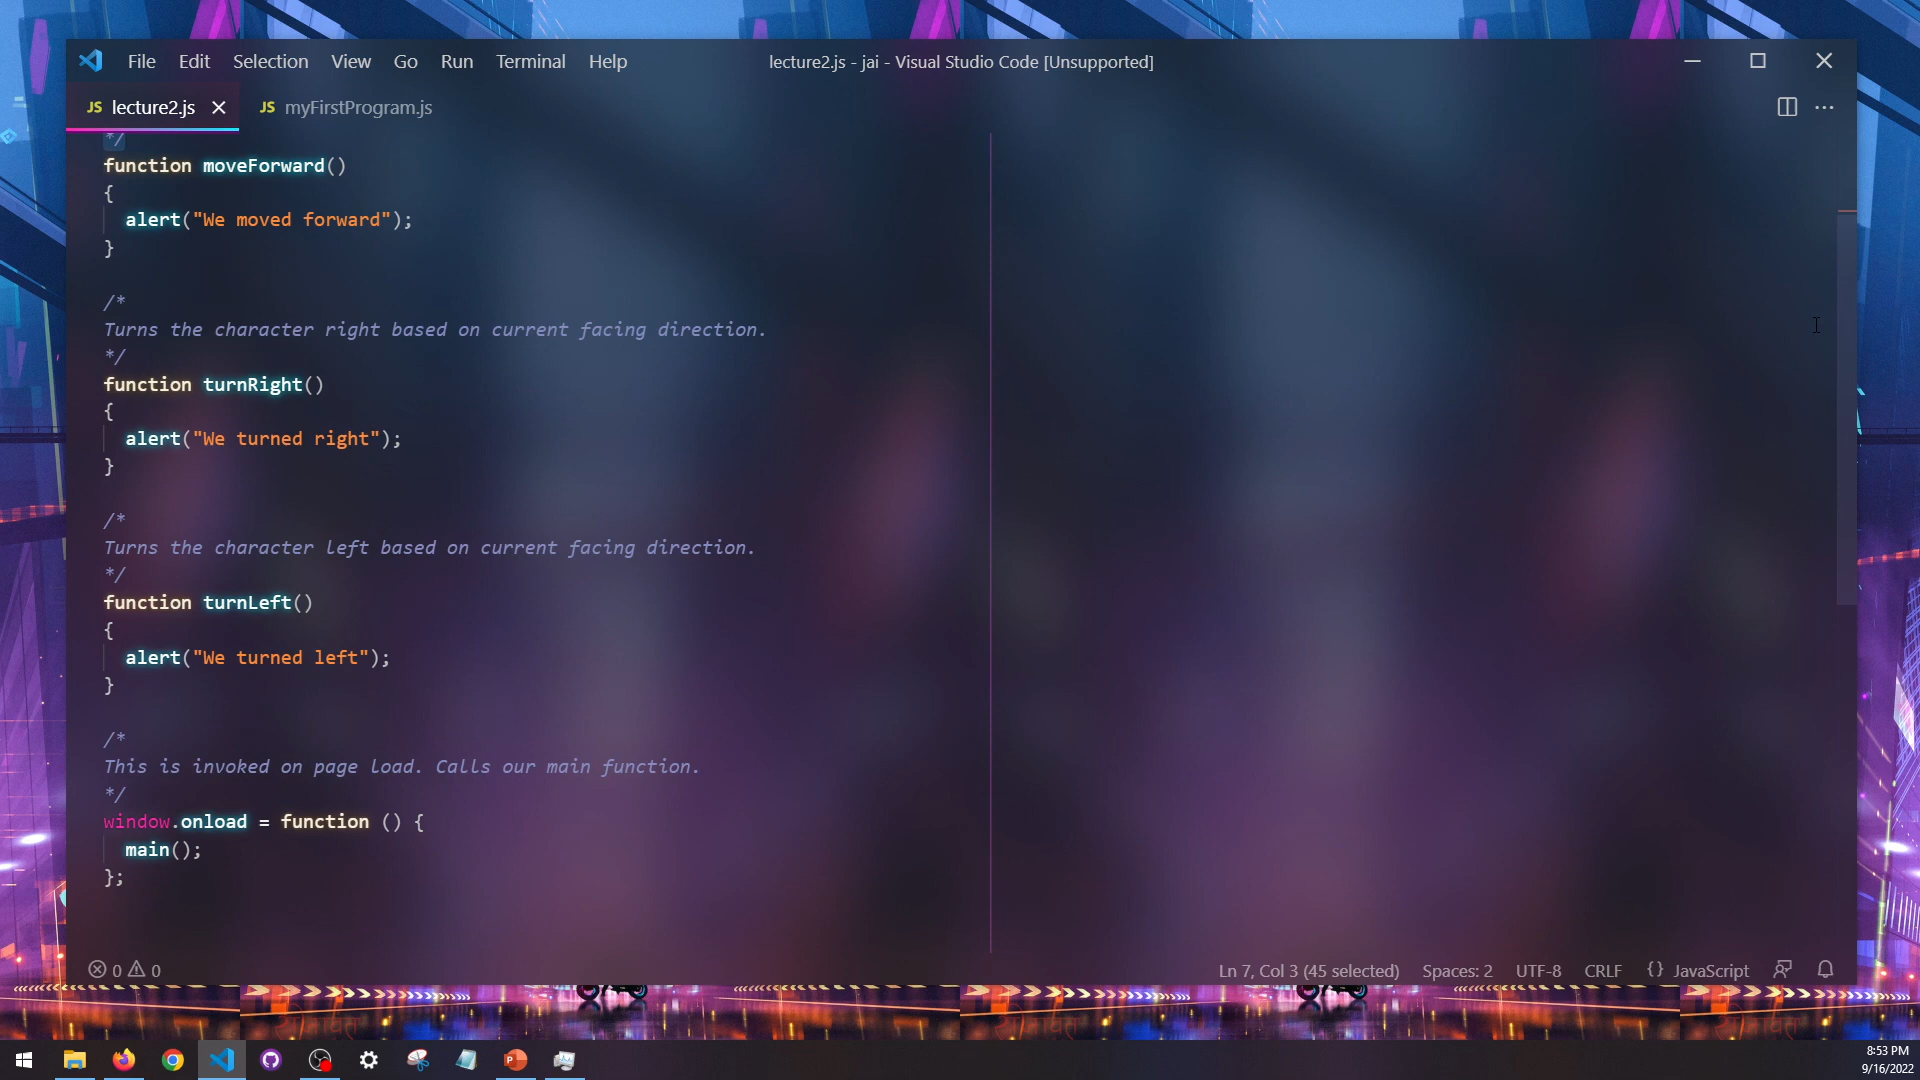 File Edit Selection View Go Run Terminal Help lecture2.js - jai - Visual Studio Code [Unsupported]
JS lecture2.js JS myFirstProgram.js
*/
function moveForward()
{
alert("We moved forward");
}
/*
Turns the character right based on current facing direction.
*/
function turnRight()
{
alert("We turned right");
}
/*
Turns the character left based on current facing direction.
*/
function turnLeft()
{
alert("We turned left");
}
/*
This is invoked on page load. Calls our main function.
*/
window.onload = function () {
main();
};
0 0 Ln 7, Col 3 (45 selected) Spaces: 2 UTF-8 CRLF {} JavaScript
8:53 PM
9/16/2022